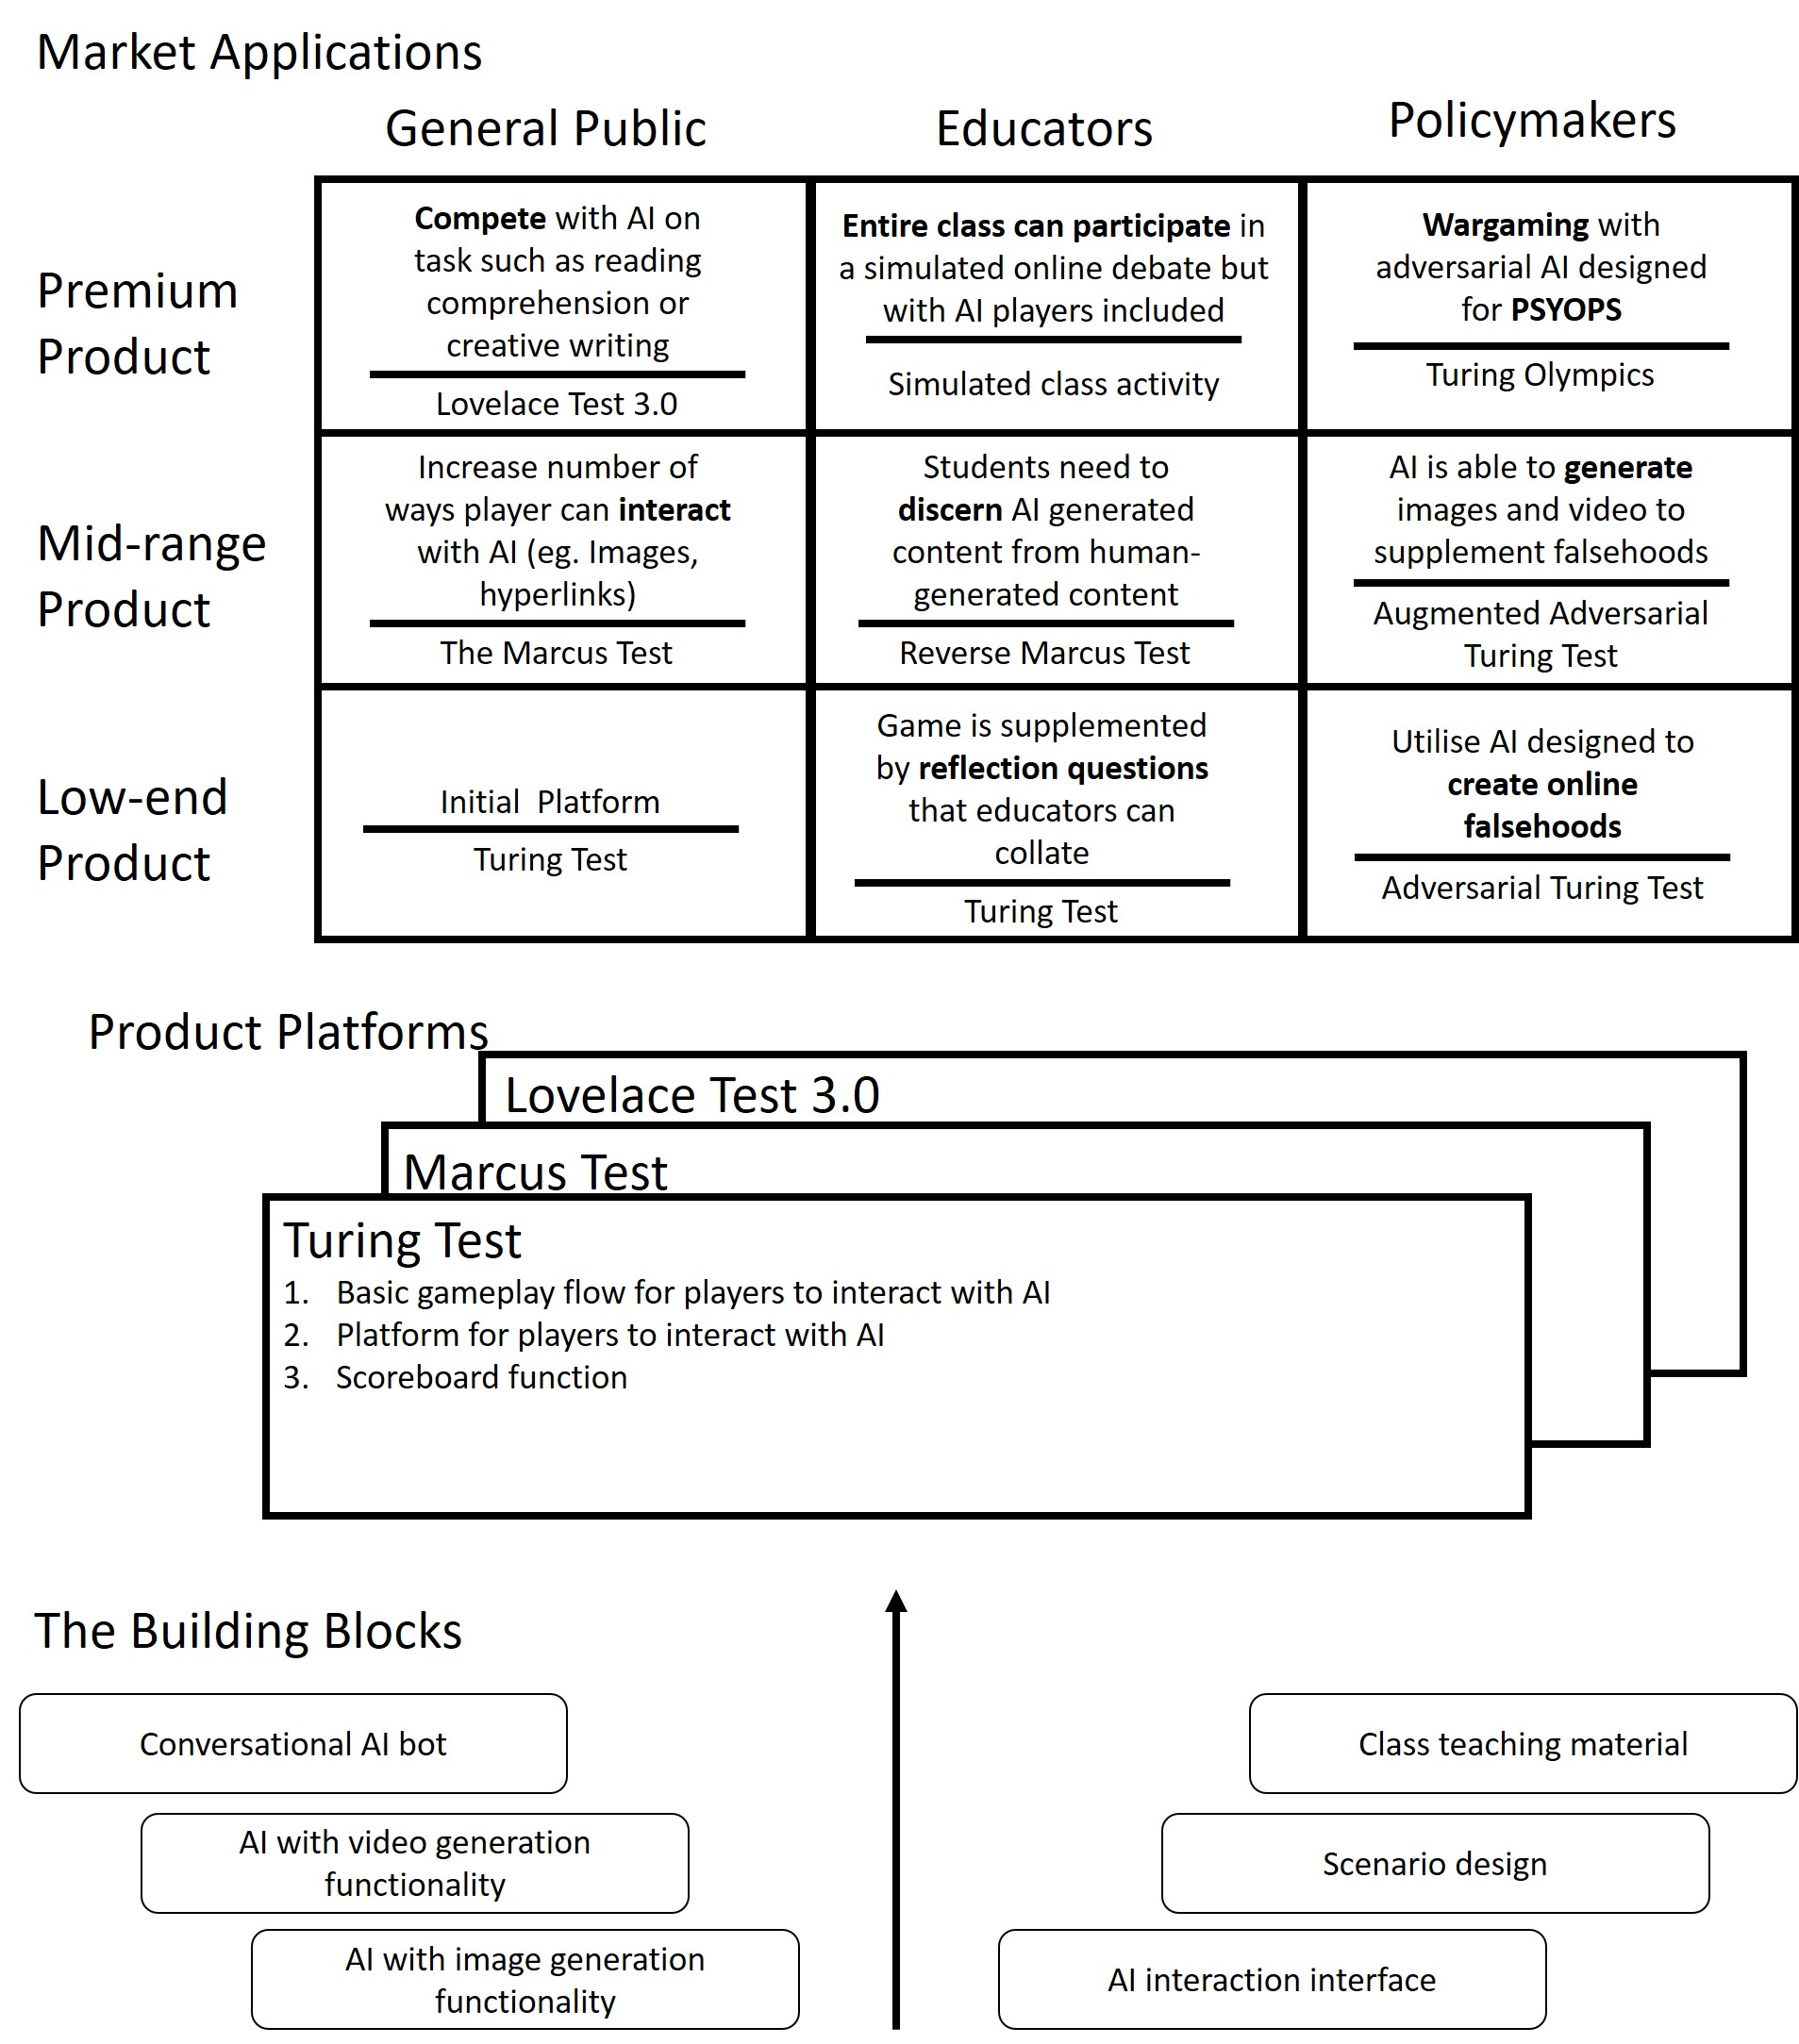 Market Applications
General Public
Educators
Policymakers
Premium
Product
Compete with AI on
task such as reading
comprehension or
creative writing
Lovelace Test 3.0
Entire class can participate in
a simulated online debate but
with AI players included
Simulated class activity
Wargaming with
adversarial AI designed
for PSYOPS
Turing Olympics
Mid-range
Product
Increase number of
ways player can interact
with AI (eg. Images,
hyperlinks)
The Marcus Test
Students need to
discern AI generated
content from human-
generated content
Reverse Marcus Test
AI is able to generate
images and video to
supplement falsehoods
Augmented Adversarial
Turing Test
Low-end
Product
Initial  Platform
Turing Test
Game is supplemented
by reflection questions
that educators can
collate
Turing Test
Utilise AI designed to
create online
falsehoods
Adversarial Turing Test
Product Platforms
Lovelace Test 3.0
Marcus Test
Turing Test
1. Basic gameplay flow for players to interact with AI
2. Platform for players to interact with AI
3. Scoreboard function
The Building Blocks
Conversational AI bot
AI with video generation
functionality
AI with image generation
functionality
Class teaching material
Scenario design
AI interaction interface